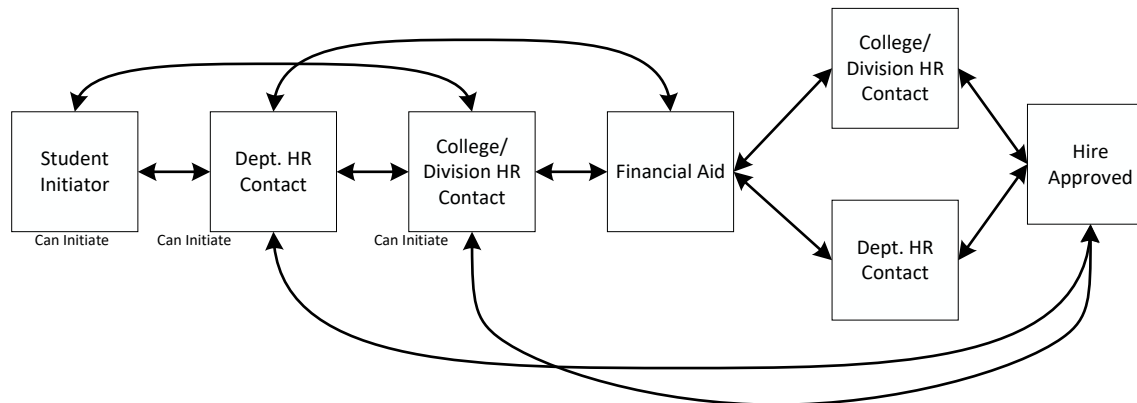 Student
Initiator
Can Initiate
Dept. HR
Contact
Can Initiate
College/
Division HR
Contact
Can Initiate
Financial Aid
College/
Division HR
Contact
Dept. HR
Contact
Hire
Approved